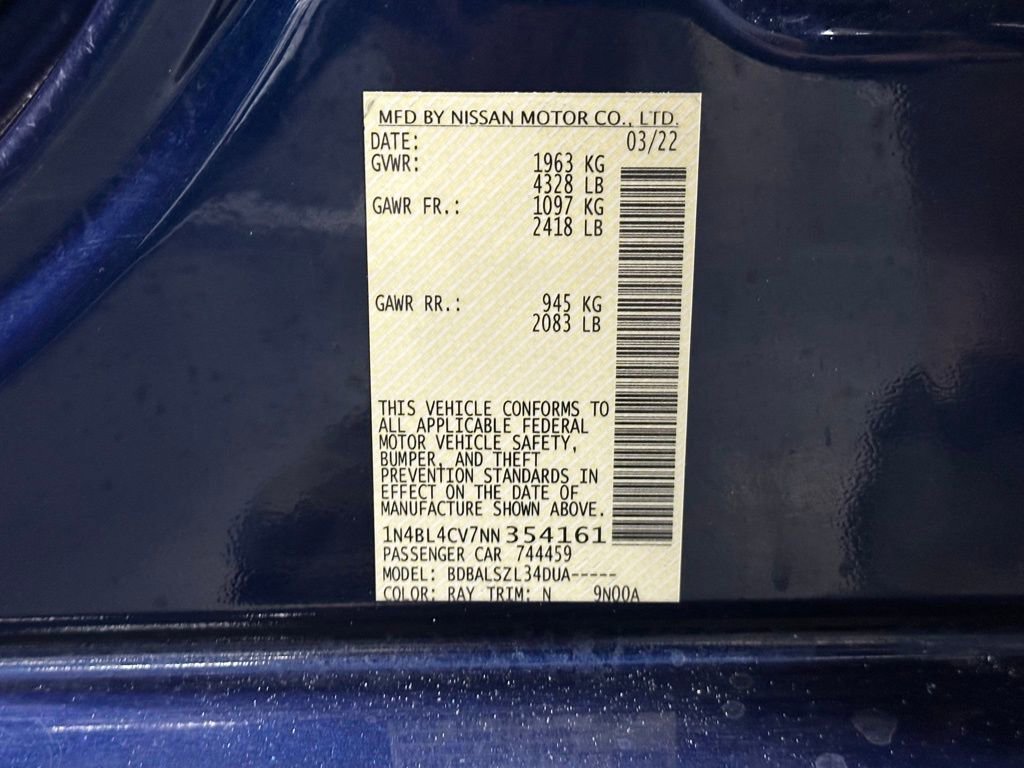 MFD BY NISSAN MOTOR CO., LTD.
DATE: 03/22
GVWR: 1963 KG
4328 LB
GAWR FR.: 1097 KG
2418 LB
GAWR RR.: 945 KG
2083 LB
THIS VEHICLE CONFORMS TO
ALL APPLICABLE FEDERAL
MOTOR VEHICLE SAFETY,
BUMPER, AND THEFT
PREVENTION STANDARDS IN
EFFECT ON THE DATE OF
MANUFACTURE SHOWN ABOVE.
1N4BL4CV7NN354161
PASSENGER CAR 744459
MODEL: BDBALSZL34DUA-----
COLOR: RAY TRIM: N 9N00A